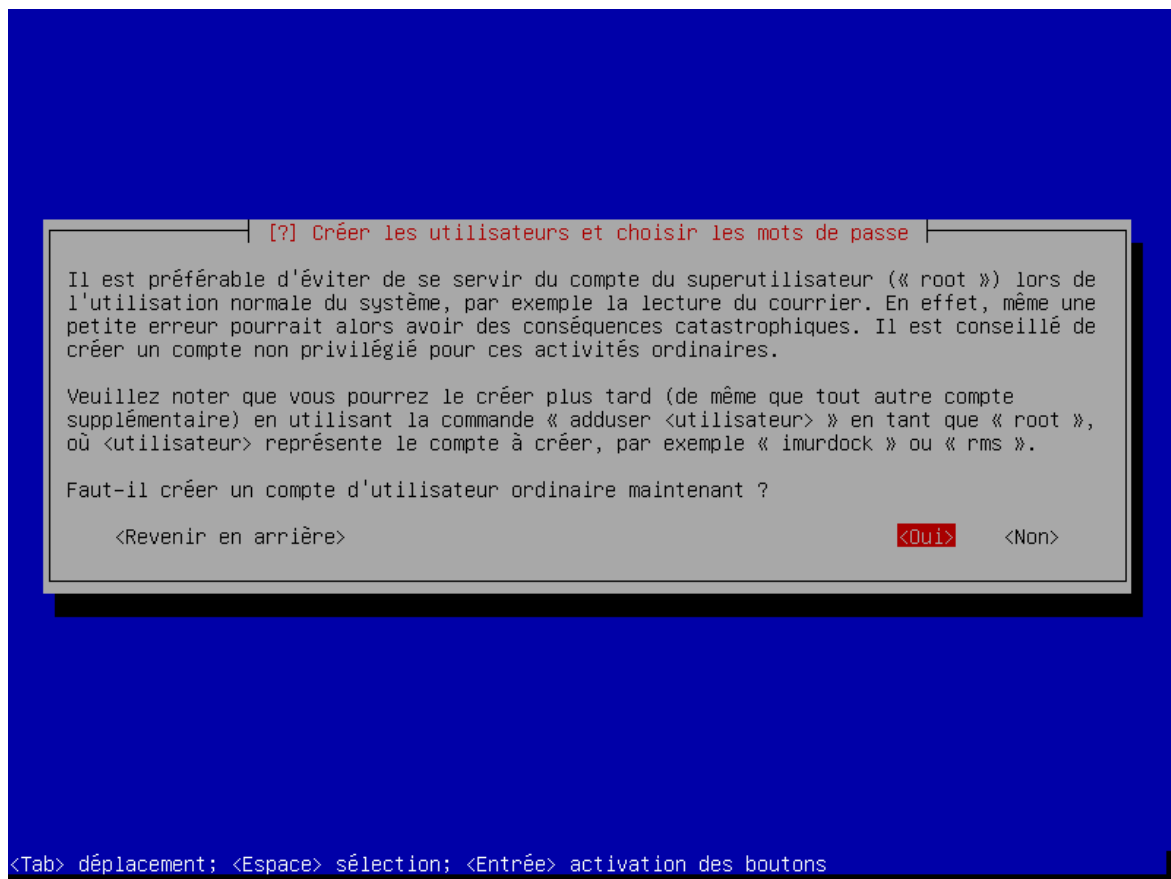 [?] Créer les utilisateurs et choisir les mots de passe
Il est préférable d'éviter de se servir du compte du superutilisateur (« root ») lors de
l'utilisation normale du système, par exemple la lecture du courrier. En effet, même une
petite erreur pourrait alors avoir des conséquences catastrophiques. Il est conseillé de
créer un compte non privilégié pour ces activités ordinaires.
Veuillez noter que vous pourrez le créer plus tard (de même que tout autre compte
supplémentaire) en utilisant la commande « adduser <utilisateur> » en tant que « root »,
où <utilisateur> représente le compte à créer, par exemple « imurdock » ou « rms ».
Faut-il créer un compte d'utilisateur ordinaire maintenant ?
<Revenir en arrière> <Oui> <Non>
<Tab> déplacement; <Espace> sélection; <Entrée> activation des boutons